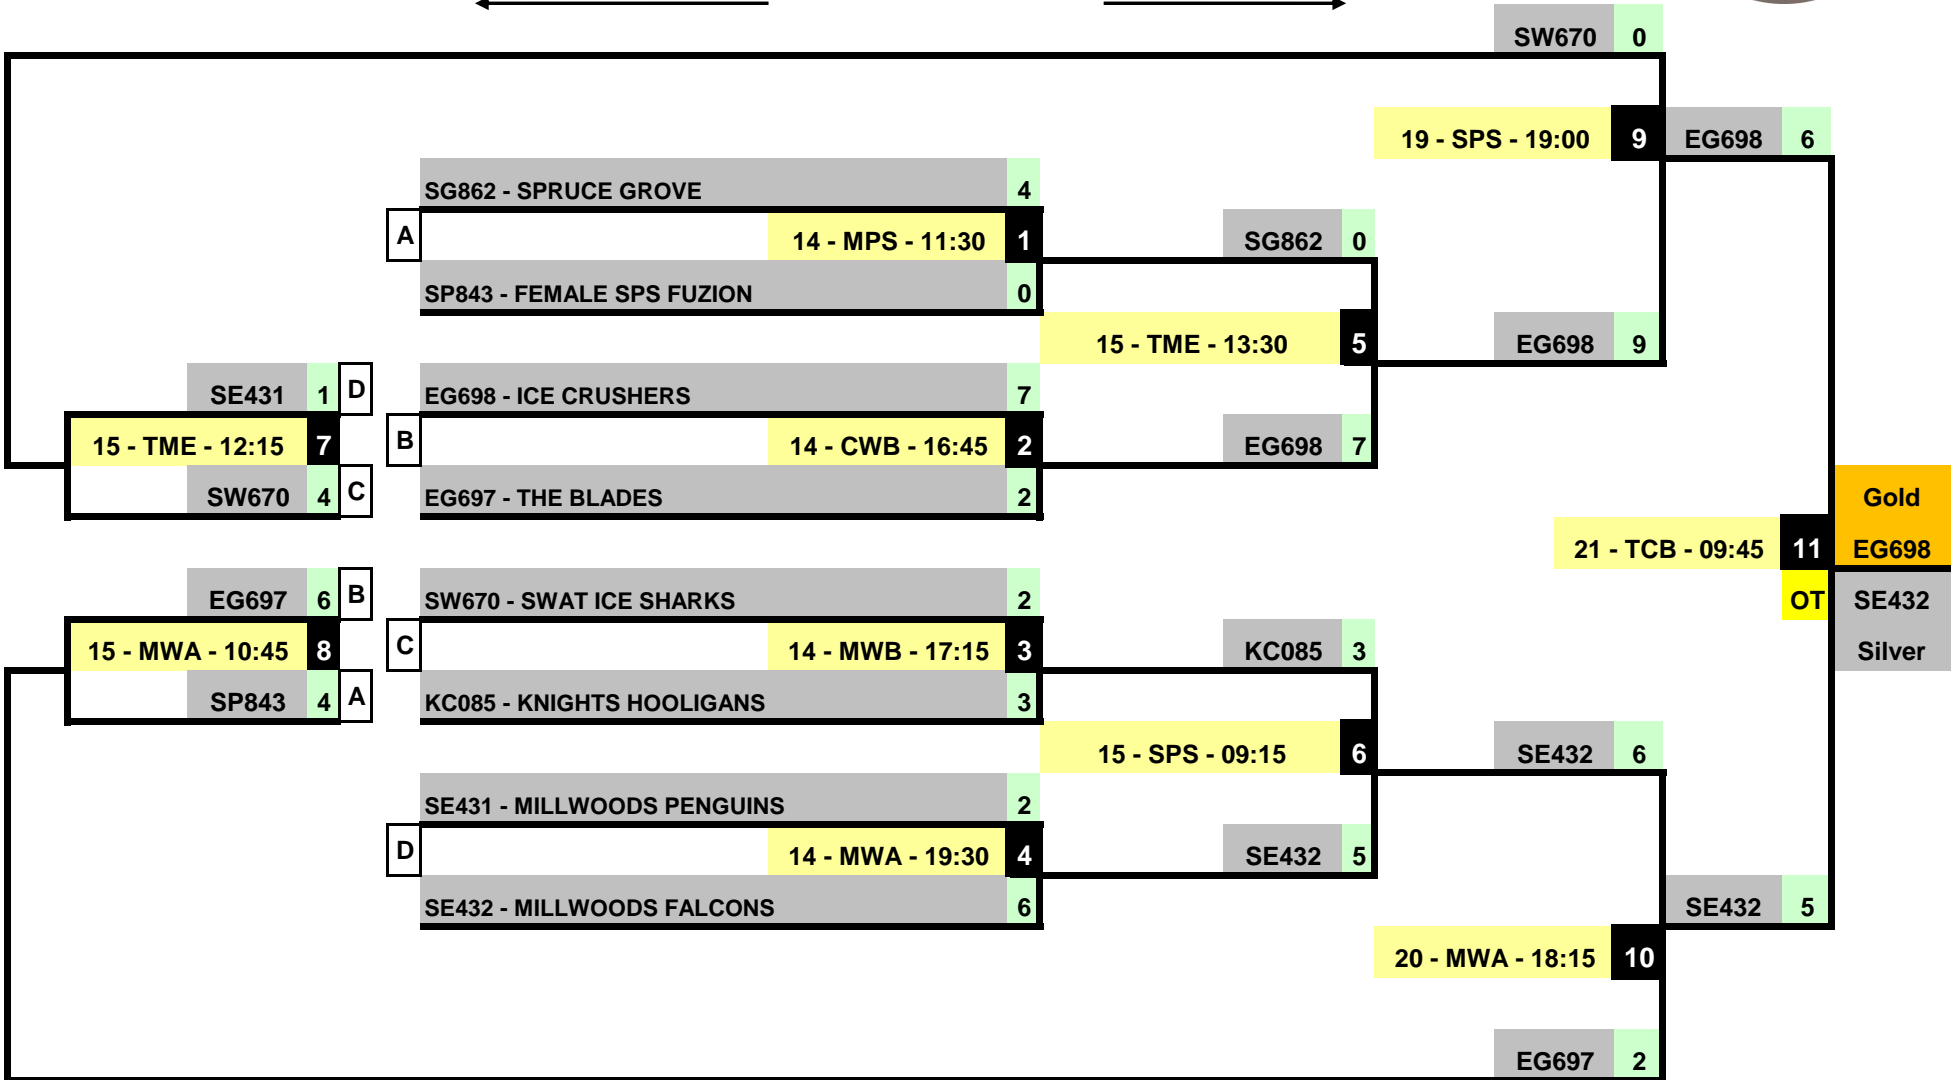 SW670 0
19 - SPS - 19:00 9 EG698 6
SG862 - SPRUCE GROVE 4
A 14 - MPS - 11:30 1 SG862 0
SP843 - FEMALE SPS FUZION 0
15 - TME - 13:30 5 EG698 9
SE431 1 D EG698 - ICE CRUSHERS 7
15 - TME - 12:15 7 B 14 - CWB - 16:45 2 EG698 7
SW670 4 C EG697 - THE BLADES 2 Gold
21 - TCB - 09:45 11 EG698
EG697 6 B SW670 - SWAT ICE SHARKS 2 OT SE432
15 - MWA - 10:45 8 C 14 - MWB - 17:15 3 KC085 3 Silver
SP843 4 A KC085 - KNIGHTS HOOLIGANS 3
15 - SPS - 09:15 6 SE432 6
SE431 - MILLWOODS PENGUINS 2
D 14 - MWA - 19:30 4 SE432 5
SE432 - MILLWOODS FALCONS 6 SE432 5
20 - MWA - 18:15 10
EG697 2